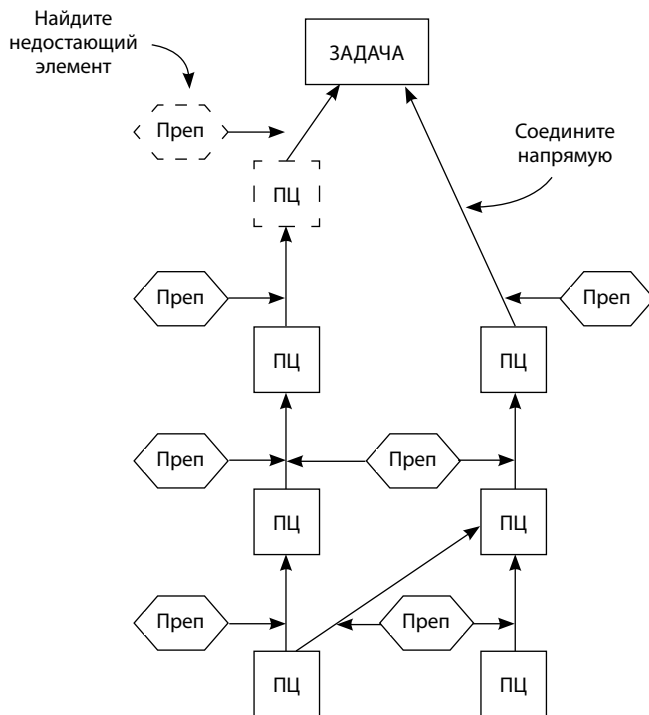 Найдите
недостающий
элемент
ЗАДАЧА
Преп
Соедините
напрямую
ПЦ
Преп
Преп
ПЦ
ПЦ
Преп
Преп
ПЦ
ПЦ
Преп
Преп
ПЦ
ПЦ